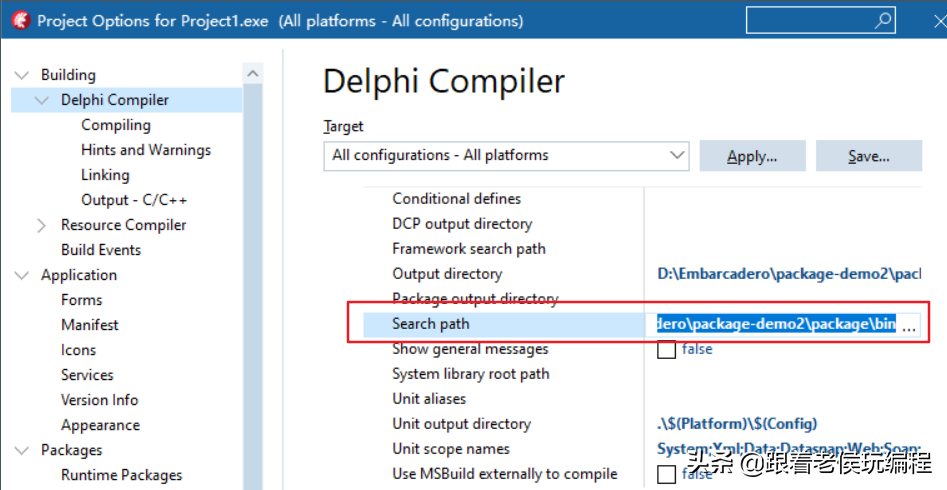 Project Options for Project1.exe (All platforms - All configurations)
Building
Delphi Compiler
Compiling
Hints and Warnings
Linking
Output - C/C++
Resource Compiler
Build Events
Application
Forms
Manifest
Icons
Services
Version Info
Appearance
Packages
Runtime Packages
Delphi Compiler
Target
All configurations - All platforms
Apply...
Save...
Conditional defines
DCP output directory
Framework search path
Output directory D:\Embarcadero\package-demo2\pack
Package output directory
Search path dero\package-demo2\package\bin ...
Show general messages false
System library root path
Unit aliases
Unit output directory .\$(Platform)\$(Config)
Unit scope names System;Xml;Data;Datasnap;Web;Soap;
Use MSBuild externally to compile false
头条 @跟着老侯玩编程